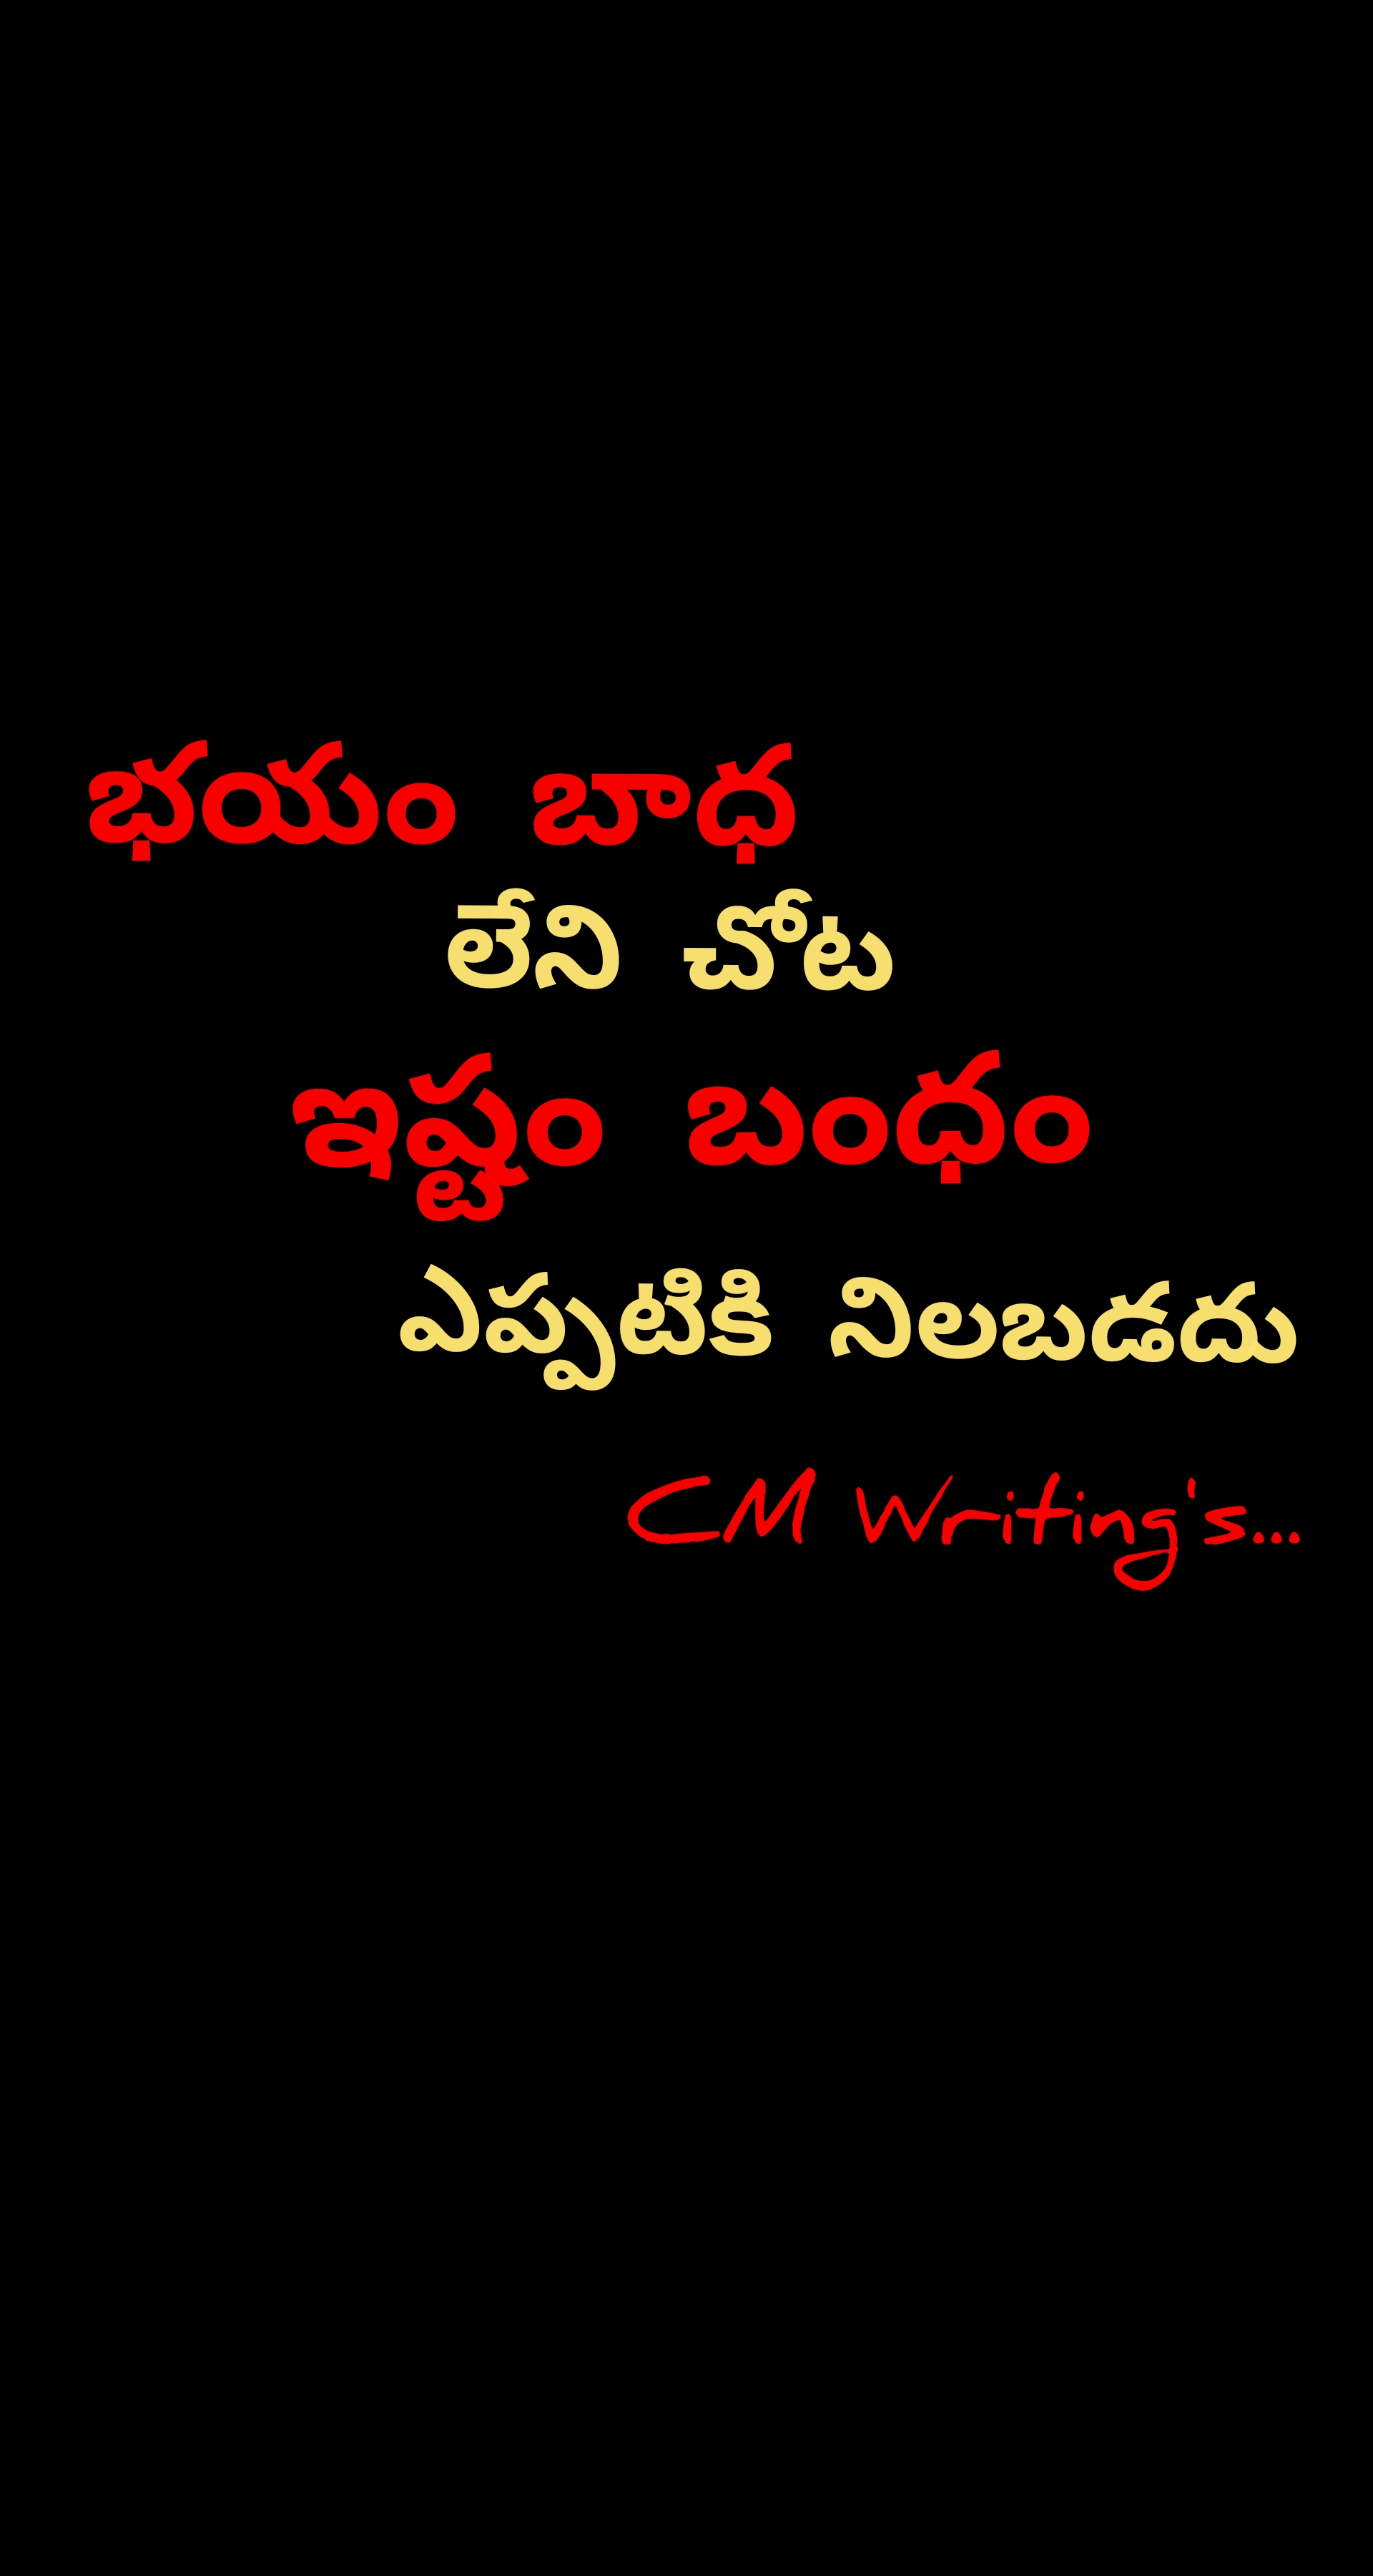 భయం బాధ
లేని చోట
ఇష్టం బంధం
ఎప్పటికి నిలబడదు
CM Writing's...